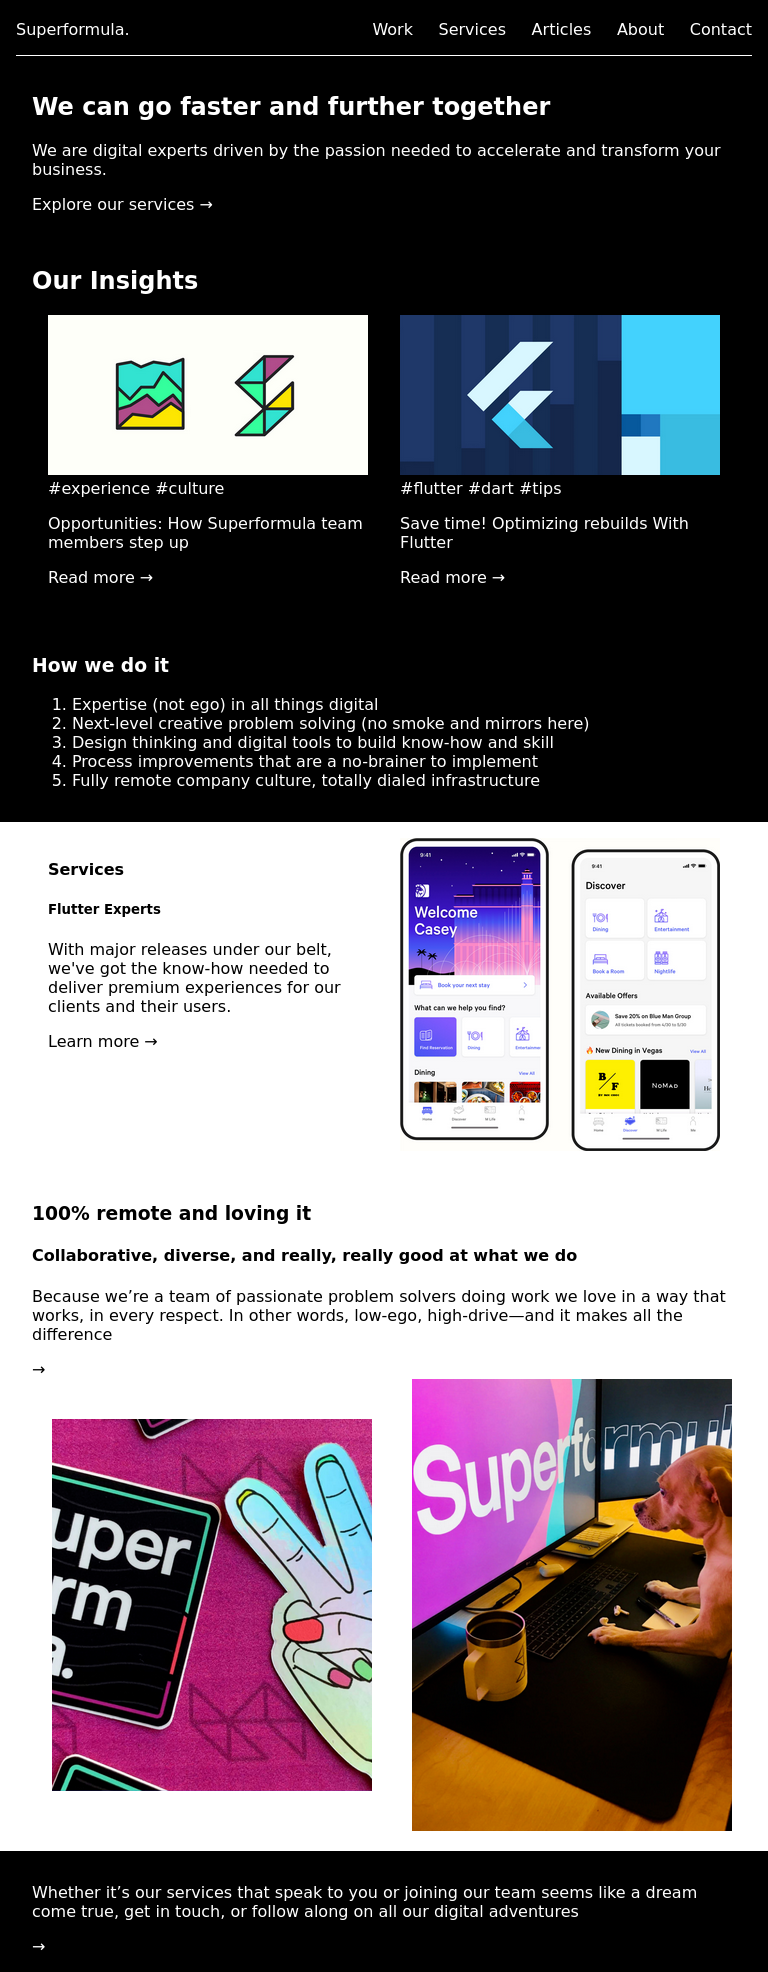 Superformula.
Work Services Articles About Contact
We can go faster and further together
We are digital experts driven by the passion needed to accelerate and transform your
business.
Explore our services →
Our Insights
#experience #culture
Opportunities: How Superformula team
members step up
Read more →
#flutter #dart #tips
Save time! Optimizing rebuilds With
Flutter
Read more →
How we do it
1. Expertise (not ego) in all things digital
2. Next-level creative problem solving (no smoke and mirrors here)
3. Design thinking and digital tools to build know-how and skill
4. Process improvements that are a no-brainer to implement
5. Fully remote company culture, totally dialed infrastructure
Services
Flutter Experts
With major releases under our belt,
we've got the know-how needed to
deliver premium experiences for our
clients and their users.
Learn more →
9:41
Welcome
Casey
Book your next stay
What can we help you find?
Find Reservation
Dining
Entertainmen
Dining
View All
Home
Discover
M Life
Me
9:41
Discover
Dining
Entertainment
Book a Room
Nightlife
Available Offers
Save 20% on Blue Man Group
All tickets booked from 4/30 to 5/30
New Dining in Vegas
View All
B/F
NOMAD
Home
Discover
M Life
Me
100% remote and loving it
Collaborative, diverse, and really, really good at what we do
Because we’re a team of passionate problem solvers doing work we love in a way that
works, in every respect. In other words, low-ego, high-drive—and it makes all the
difference
→
uper
rm
a.
Superfo
rmul
Whether it’s our services that speak to you or joining our team seems like a dream
come true, get in touch, or follow along on all our digital adventures
→